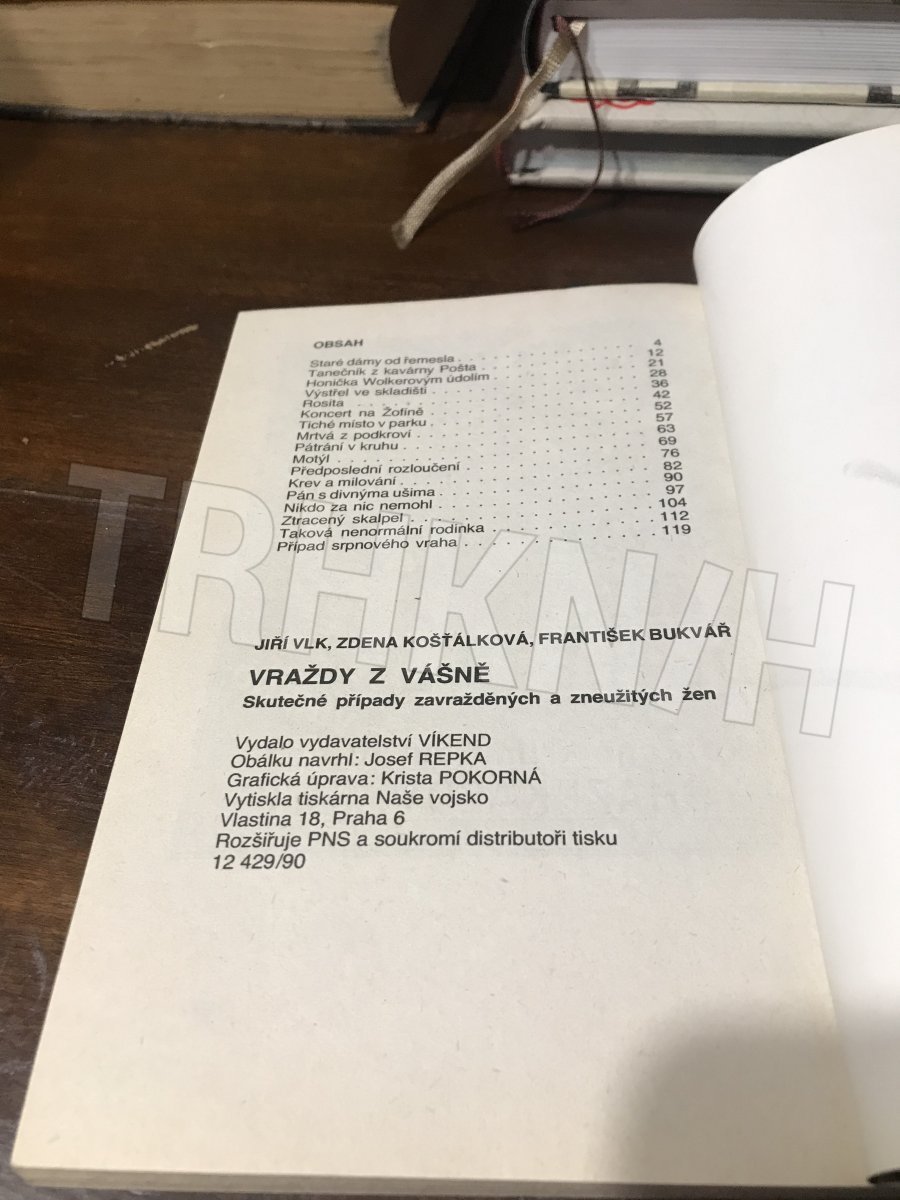 OBSAH
Staré dámy od řemesla . . . . . . . . . . 4
Tanečník z kavárny Pošta . . . . . . . . . . 12
Honička Wolkerovým údolím . . . . . . . . . . 21
Výstřel ve skladišti . . . . . . . . . . 28
Rosita . . . . . . . . . . 36
Koncert na Žofíně . . . . . . . . . . 42
Tiché místo v parku . . . . . . . . . . 52
Mrtvá z podkroví . . . . . . . . . . 57
Pátrání v kruhu . . . . . . . . . . 63
Motýl . . . . . . . . . . 69
Předposlední rozloučení . . . . . . . . . . 76
Krev a milování . . . . . . . . . . 82
Pán s divnýma ušima . . . . . . . . . . 90
Nikdo za nic nemohl . . . . . . . . . . 97
Ztracený skalpel . . . . . . . . . . 104
Taková nenormální rodinka . . . . . . . . . . 112
Případ srpnového vraha . . . . . . . . . . 119
TRHKNIH
JIŘÍ VLK, ZDENA KOŠŤÁLKOVÁ, FRANTIŠEK BUKVÁŘ
VRAŽDY Z VÁŠNĚ
Skutečné případy zavražděných a zneužitých žen
Vydalo vydavatelství VÍKEND
Obálku navrhl: Josef REPKA
Grafická úprava: Krista POKORNÁ
Vytiskla tiskárna Naše vojsko
Vlastina 18, Praha 6
Rozšiřuje PNS a soukromí distributoři tisku
12 429/90